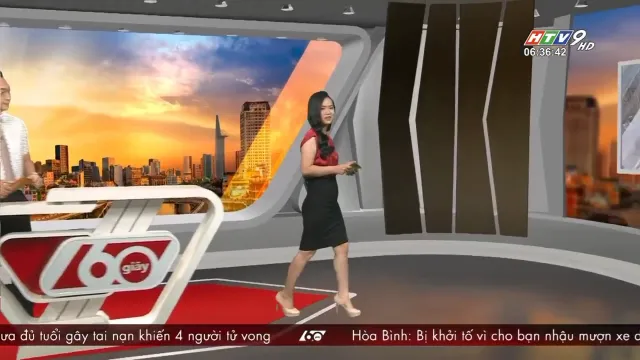 HTV9 HD
06:36:42
60 giây
ưa đủ tuổi gây tai nạn khiến 4 người tử vong 60 Hòa Bình: Bị khởi tố vì cho bạn nhậu mượn xe